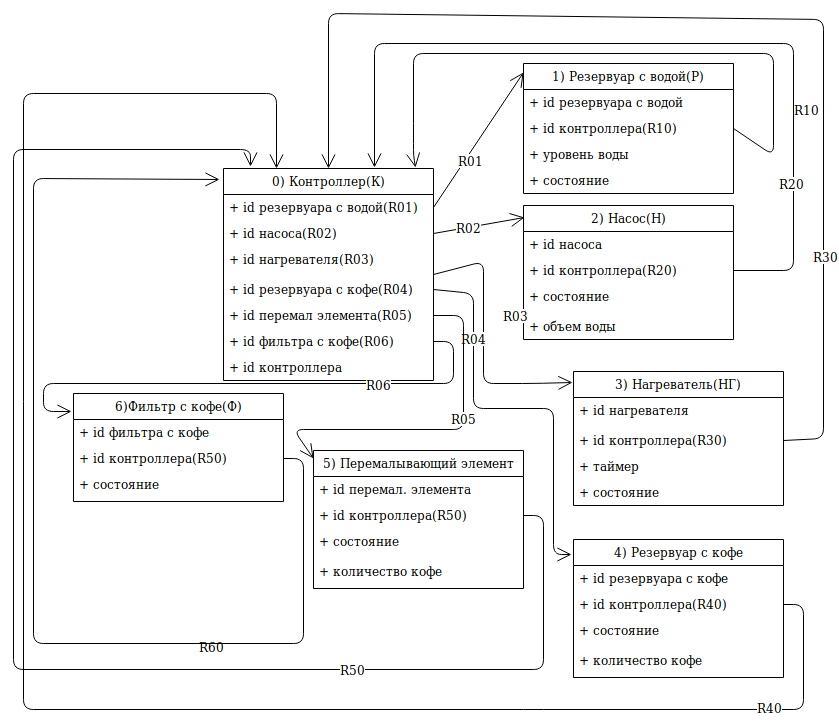 1) Резервуар с водой(Р)
+ id резервуара с водой
+ id контроллера(R10)
+ уровень воды
+ состояние
R10
R01
R20
0) Контроллер(К)
+ id резервуара с водой(R01)
+ id насоса(R02)
+ id нагревателя(R03)
+ id резервуара с кофе(R04)
+ id перемал элемента(R05)
+ id фильтра с кофе(R06)
+ id контроллера
R02
2) Насос(Н)
+ id насоса
+ id контроллера(R20)
+ состояние
+ объем воды
R30
R03
R04
R06
R05
3) Нагреватель(НГ)
+ id нагревателя
+ id контроллера(R30)
+ таймер
+ состояние
6)Фильтр с кофе(Ф)
+ id фильтра с кофе
+ id контроллера(R50)
+ состояние
5) Перемалывающий элемент
+ id перемал. элемента
+ id контроллера(R50)
+ состояние
+ количество кофе
4) Резервуар с кофе
+ id резервуара с кофе
+ id контроллера(R40)
+ состояние
+ количество кофе
R60
R50
R40